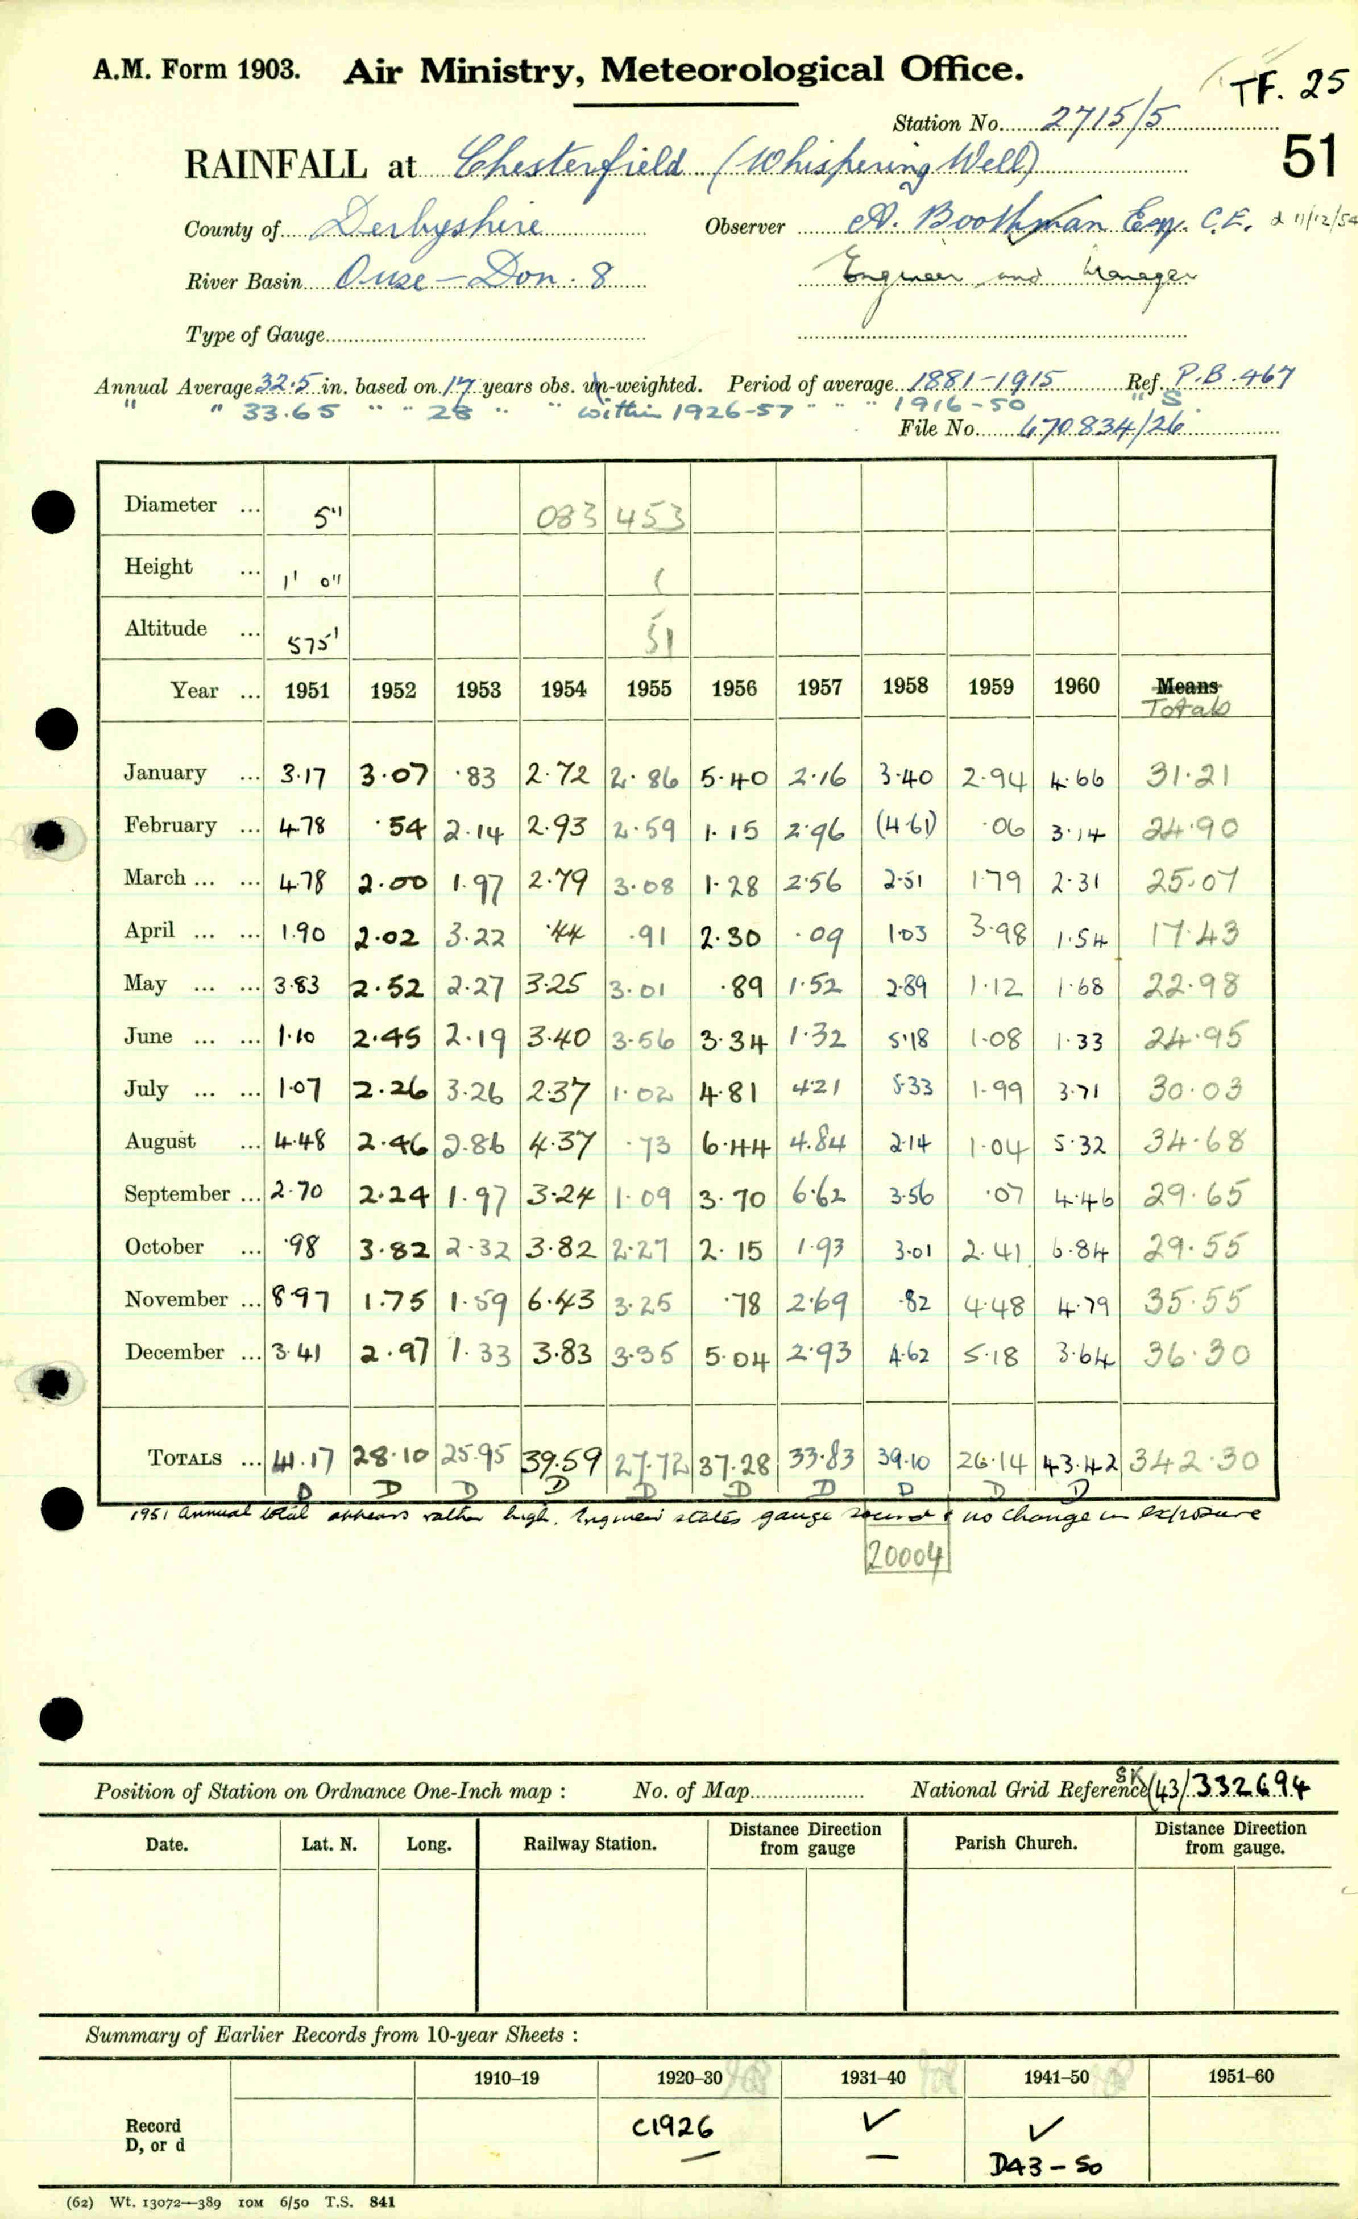 A.M. Form 1903. Air Ministry, Meteorological Office.
TF. 25
Station No. 2715/5
51
RAINFALL at Chesterfield (Whispering Well)
County of Derbyshire Observer A. Boothman Esq. C.E. d 11/12/54
River Basin Ouse – Don. 8 Engineer and Manager
Type of Gauge
Annual Average 32.5 in. based on 17 years obs. un-weighted. Period of average 1881-1915 Ref. P.B. 467
" " 33.65 " " 28 " " within 1926-57 " " " 1916-50 " S.
File No. 670834/26
Diameter ... 5" 083 453
Height ... 1' 0" (
Altitude ... 575' 51
Year ... 1951 1952 1953 1954 1955 1956 1957 1958 1959 1960 Means
Totals
January ... 3.17 3.07 .83 2.72 2.86 5.40 2.16 3.40 2.94 4.66 31.21
February ... 4.78 .54 2.14 2.93 2.59 1.15 2.96 (4.61) .06 3.14 24.90
March ... ... 4.78 2.00 1.97 2.79 3.08 1.28 2.56 2.51 1.79 2.31 25.07
April ... ... 1.90 2.02 3.22 .44 .91 2.30 .09 1.03 3.98 1.54 17.43
May ... ... 3.83 2.52 2.27 3.25 3.01 .89 1.52 2.89 1.12 1.68 22.98
June ... ... 1.10 2.45 2.19 3.40 3.56 3.34 1.32 5.18 1.08 1.33 24.95
July ... ... 1.07 2.26 3.26 2.37 1.02 4.81 4.21 5.33 1.99 3.71 30.03
August ... 4.48 2.46 2.86 4.37 .73 6.44 4.84 2.14 1.04 5.32 34.68
September ... 2.70 2.24 1.97 3.24 1.09 3.70 6.62 3.56 .07 4.46 29.65
October ... .98 3.82 2.32 3.82 2.27 2.15 1.93 3.01 2.41 6.84 29.55
November ... 8.97 1.75 1.59 6.43 3.25 .78 2.69 .82 4.48 4.79 35.55
December ... 3.41 2.97 1.33 3.83 3.35 5.04 2.93 4.62 5.18 3.64 36.30
TOTALS ... 41.17 28.10 25.95 39.59 27.72 37.28 33.83 39.10 26.14 43.42 342.30
D D D D D D D D D D
1951 annual total appears rather high. Engineer states gauge sound & no change in exposure
20004
Position of Station on Ordnance One-Inch map : No. of Map National Grid Reference SK (43) 332694
Date. Lat. N. Long. Railway Station. Distance Direction from gauge Parish Church. Distance Direction from gauge.
Summary of Earlier Records from 10-year Sheets :
1910–19 1920–30 1931–40 1941–50 1951–60
Record C1926 ✓ ✓
D, or d — — D43-50
(62) Wt. 13072—389 10M 6/50 T.S. 841